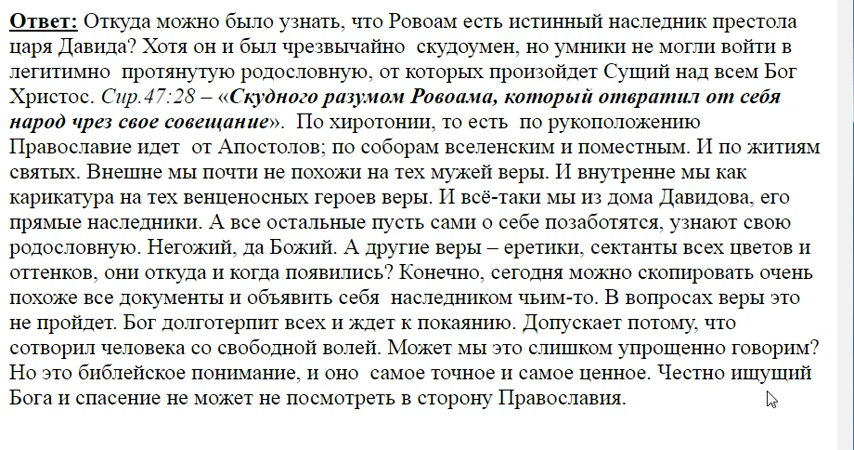 Ответ: Откуда можно было узнать, что Ровоам есть истинный наследник престола
царя Давида? Хотя он и был чрезвычайно скудоумен, но умники не могли войти в
легитимно протянутую родословную, от которых произойдет Сущий над всем Бог
Христос. Сир.47:28 – «Скудного разумом Ровоама, который отвратил от себя
народ чрез свое совещание». По хиротонии, то есть по рукоположению
Православие идет от Апостолов; по соборам вселенским и поместным. И по житиям
святых. Внешне мы почти не похожи на тех мужей веры. И внутренне мы как
карикатура на тех венценосных героев веры. И всё-таки мы из дома Давидова, его
прямые наследники. А все остальные пусть сами о себе позаботятся, узнают свою
родословную. Негожий, да Божий. А другие веры – еретики, сектанты всех цветов и
оттенков, они откуда и когда появились? Конечно, сегодня можно скопировать очень
похоже все документы и объявить себя наследником чьим-то. В вопросах веры это
не пройдет. Бог долготерпит всех и ждет к покаянию. Допускает потому, что
сотворил человека со свободной волей. Может мы это слишком упрощенно говорим?
Но это библейское понимание, и оно самое точное и самое ценное. Честно ищущий
Бога и спасение не может не посмотреть в сторону Православия.